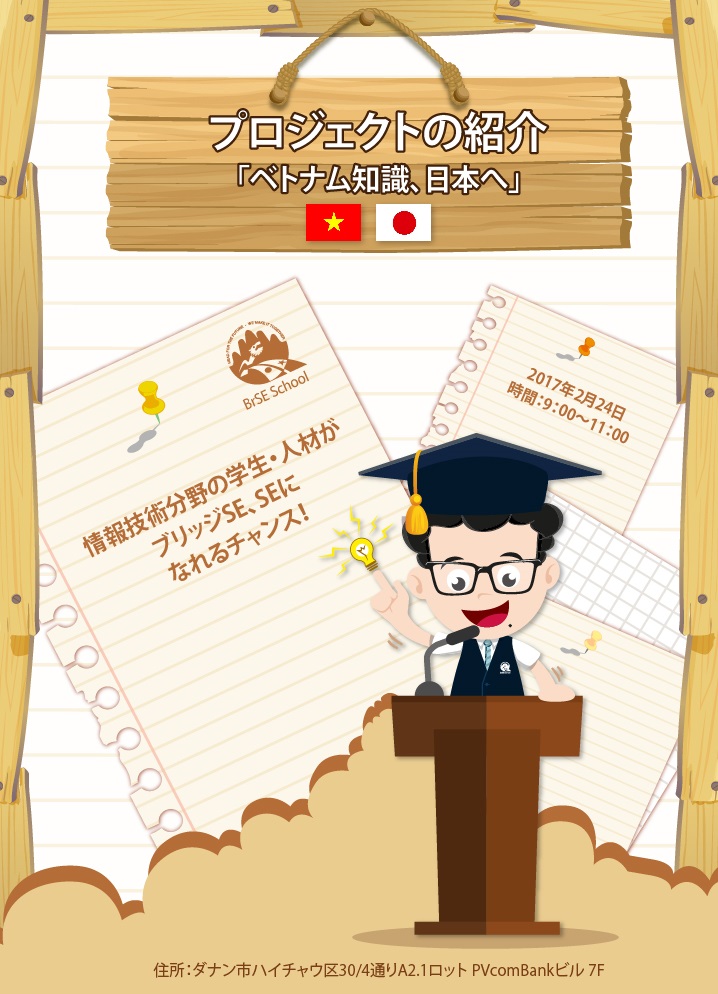 プロジェクトの紹介
「ベトナム知識、日本へ」
BrSE School
情報技術分野の学生・人材が
ブリッジSE、SEに
なれるチャンス！
2017年2月24日
時間：9：00～11：00
住所：ダナン市ハイチャウ区30/4通りA2.1ロット PVcomBankビル 7F